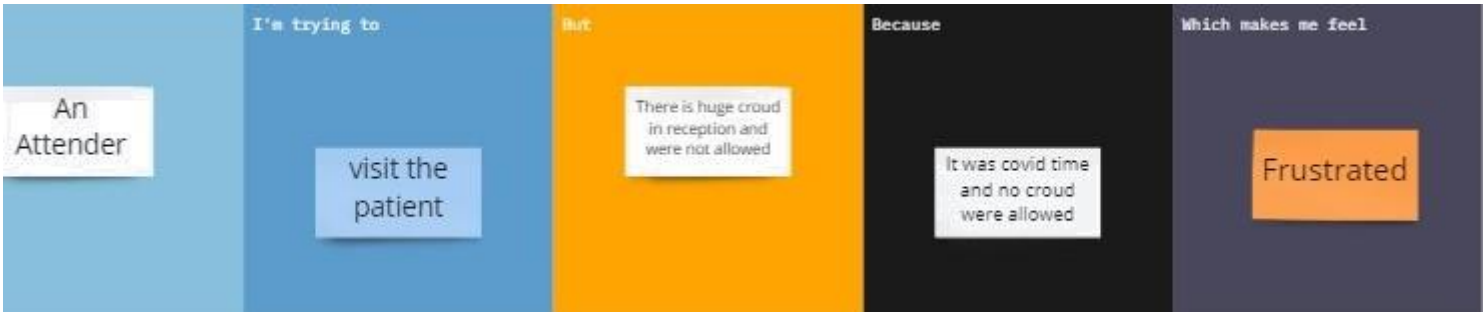 An
Attender
I'm trying to
visit the
patient
But
There is huge croud
in reception and
were not allowed
Because
It was covid time
and no croud
were allowed
Which makes me feel
Frustrated